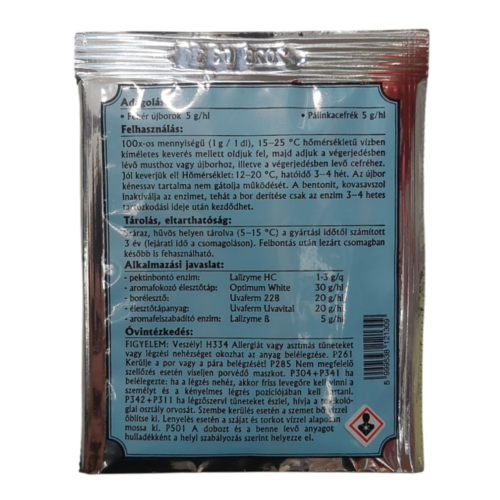 Adagolás:
• Fehér újborok 5 g/hl • Pálinkacefrék 5 g/hl
Felhasználás:
100x-os mennyiségű (1 g / 1 dl), 15–25 °C hőmérsékletű vízben
kíméletes keverés mellett oldjuk fel, majd adjuk a végerjedésben
lévő musthoz vagy újborhoz, illetve a végerjedésben levő cefréhez.
Jól keverjük el! Hőmérséklet: 12–20 °C, hatóidő 3–4 hét. Az újbor
kénessav tartalma nem gátolja működését. A bentonit, kovasavszol
inaktiválja az enzimet, tehát a bor derítése csak az enzim 3–4 hetes
tartózkodási ideje után kezdődhet.
Tárolás, eltarthatóság:
Száraz, hűvös helyen tárolva (5–15 °C) a gyártási időtől számított
3 év (lejárati idő a csomagoláson). Felbontás után lezárt csomagban
később is felhasználható.
Alkalmazási javaslat:
- pektinbontó enzim: Lallzyme HC 1-3 g/q
- aromafokozó élesztőtáp: Optimum White 30 g/hl
- borélesztő: Uvaferm 228 20 g/hl
- élesztőtápanyag: Uvaferm Uvavital 20 g/hl
- aromafelszabadító enzim: Lallzyme ß 5 g/hl
Óvintézkedés:
FIGYELEM: Veszély! H334 Allergiát vagy asztmás tüneteket
vagy légzési nehézséget okozhat az anyag belélegzése. P261
Kerülje a por vagy a pára belégzését! P285 Nem megfelelő
szellőzés esetén viseljen porvédő maszkot. P304+P341 ha
belélegezte: ha a légzés nehéz, akkor friss levegőre kell vinni a
személyt és a kényelmes légzés pozíciójában kell tartani.
P342+P311 ha légzőszervi tüneteket észlel, hívja a toxikoló-
giai osztály orvosát. Szembe kerülés esetén a szemet bő vízzel
öblítse ki. Lenyelés esetén a szájat és torkot vízzel alaposan
mossa ki. P501 A dobozt és a benne levő anyagot
hulladékként a helyi szabályozás szerint helyezze el.
5 999538 121309